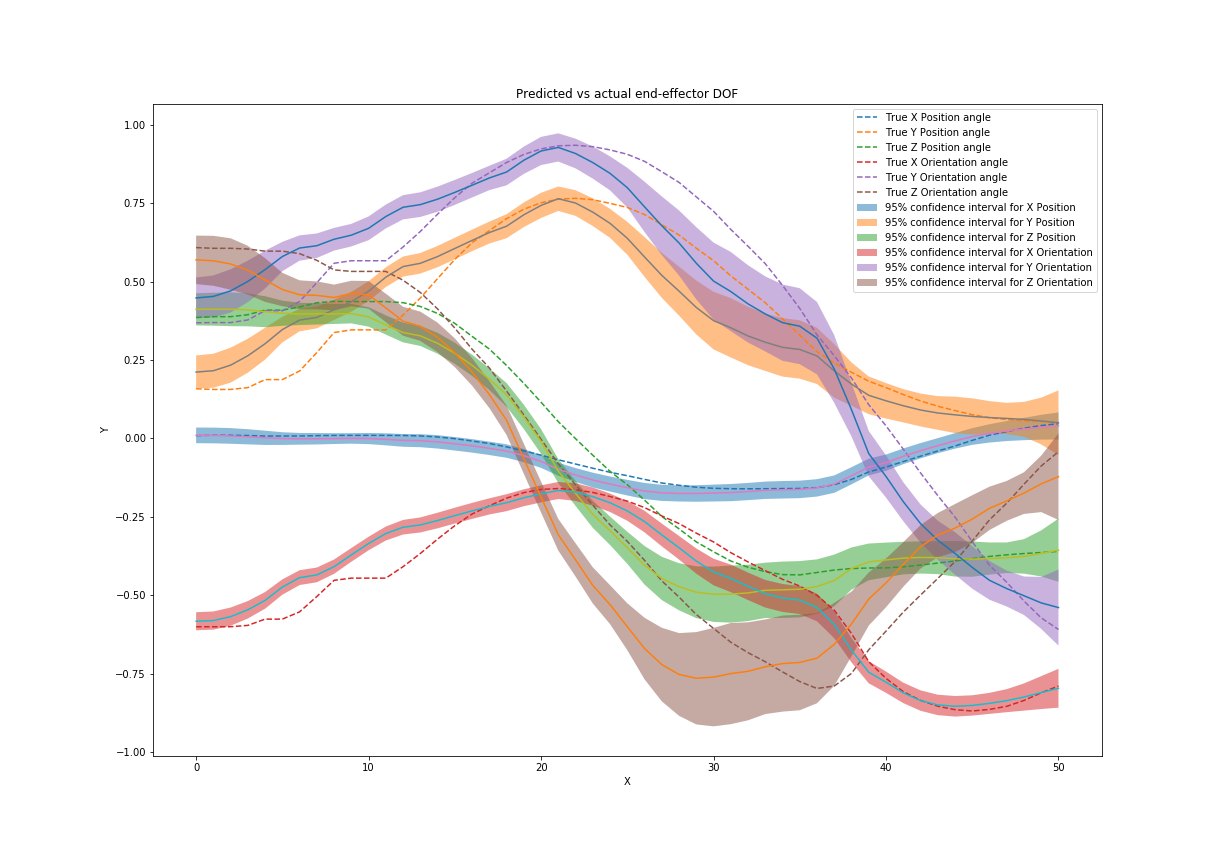 Predicted vs actual end-effector DOF
True X Position angle
True Y Position angle
True Z Position angle
True X Orientation angle
True Y Orientation angle
True Z Orientation angle
95% confidence interval for X Position
95% confidence interval for Y Position
95% confidence interval for Z Position
95% confidence interval for X Orientation
95% confidence interval for Y Orientation
95% confidence interval for Z Orientation
1.00
0.75
0.50
0.25
0.00
−0.25
−0.50
−0.75
−1.00
Y
0 10 20 30 40 50
X